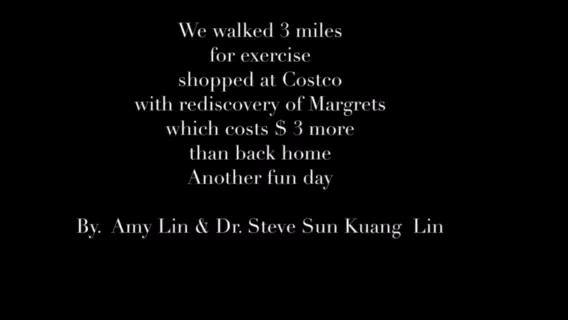 We walked 3 miles
for exercise
shopped at Costco
with rediscovery of Margrets
which costs $ 3 more
than back home
Another fun day
By. Amy Lin & Dr. Steve Sun Kuang Lin